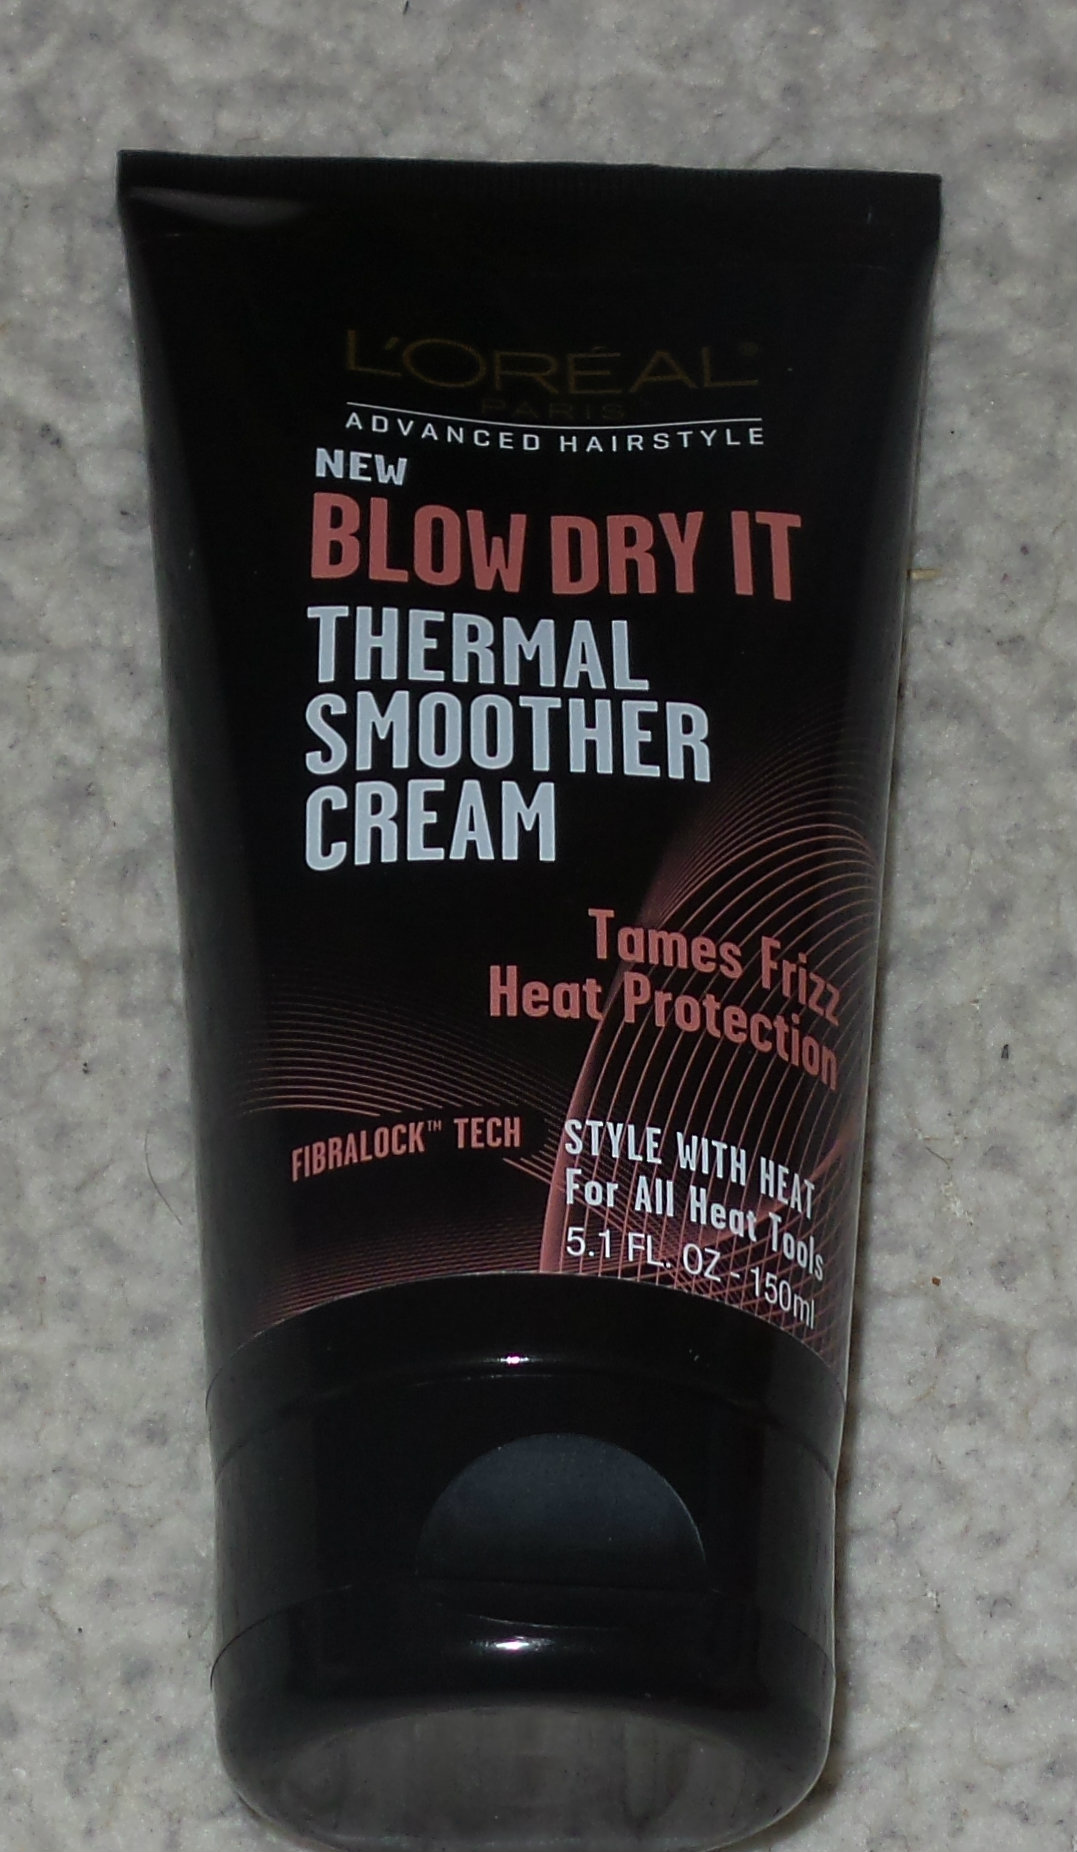 L'ORÉAL®
PARIS
ADVANCED HAIRSTYLE
NEW
BLOW DRY IT
THERMAL
SMOOTHER
CREAM
Tames Frizz
Heat Protection
FIBRALOCK™ TECH
STYLE WITH HEAT
For All Heat Tools
5.1 FL. OZ - 150ml